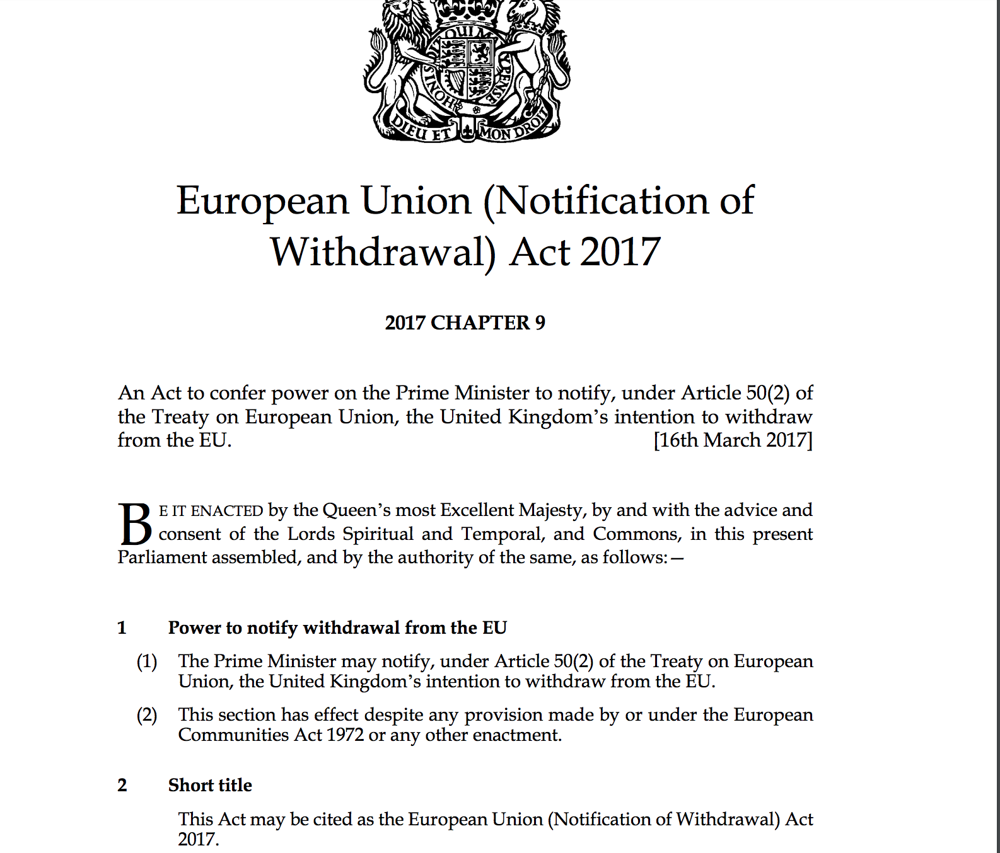 QUI M
HONI S
Y PENSE
DIEU ET MON DROIT
European Union (Notification of
Withdrawal) Act 2017
2017 CHAPTER 9
An Act to confer power on the Prime Minister to notify, under Article 50(2) of
the Treaty on European Union, the United Kingdom’s intention to withdraw
from the EU. [16th March 2017]
BE IT ENACTED by the Queen’s most Excellent Majesty, by and with the advice and
consent of the Lords Spiritual and Temporal, and Commons, in this present
Parliament assembled, and by the authority of the same, as follows:—
1 Power to notify withdrawal from the EU
(1) The Prime Minister may notify, under Article 50(2) of the Treaty on European
Union, the United Kingdom’s intention to withdraw from the EU.
(2) This section has effect despite any provision made by or under the European
Communities Act 1972 or any other enactment.
2 Short title
This Act may be cited as the European Union (Notification of Withdrawal) Act
2017.